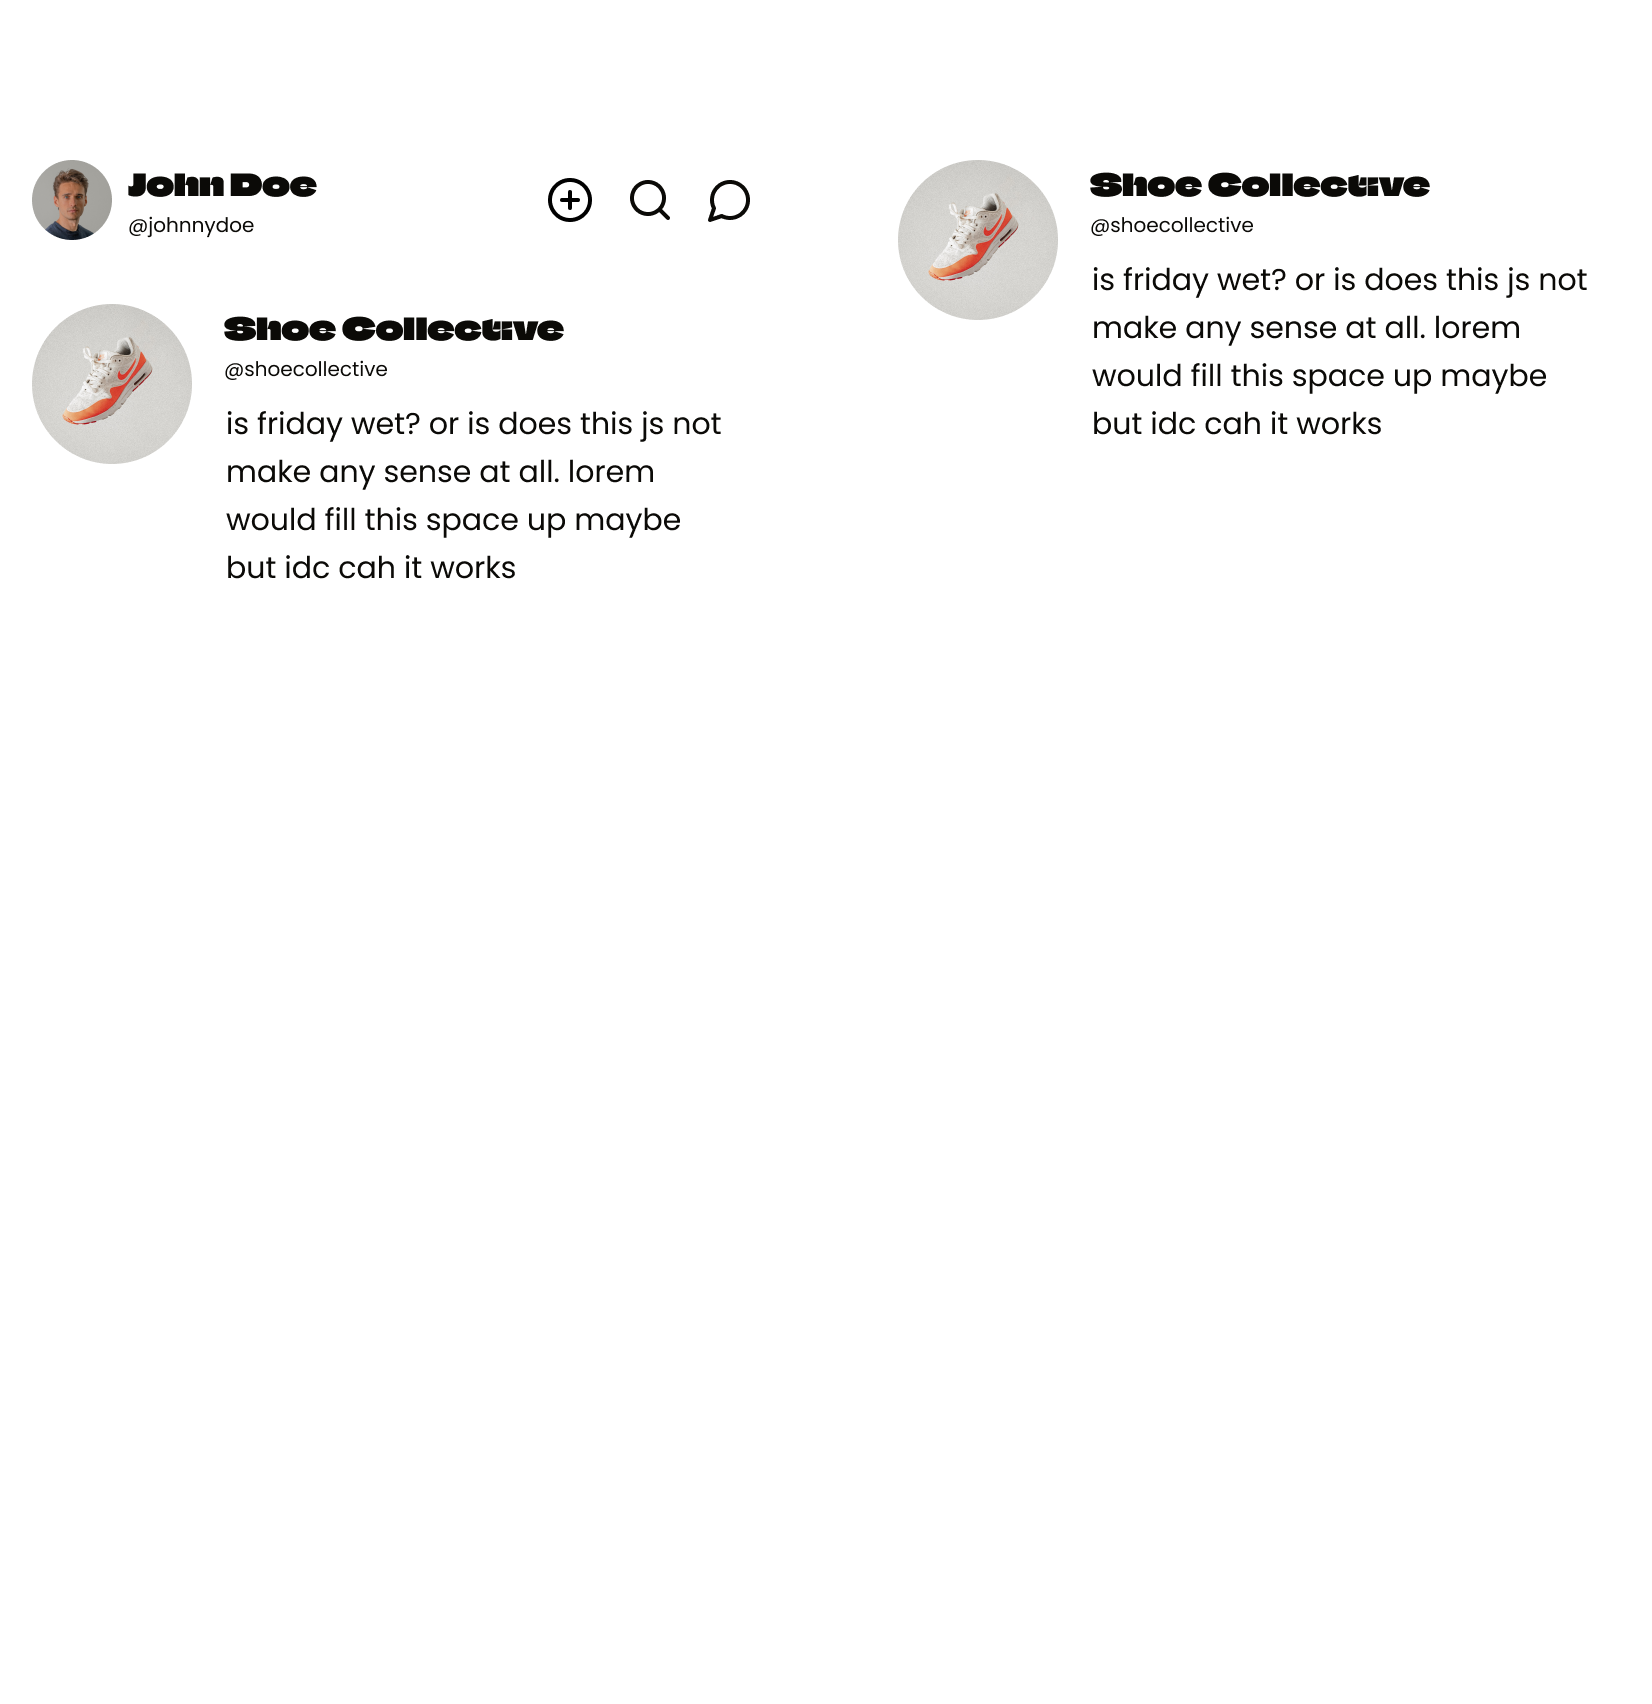 John Doe
@johnnydoe
Shoe Collective
@shoecollective
is friday wet? or is does this js not
make any sense at all. lorem
would fill this space up maybe
but idc cah it works
Shoe Collective
@shoecollective
is friday wet? or is does this js not
make any sense at all. lorem
would fill this space up maybe
but idc cah it works